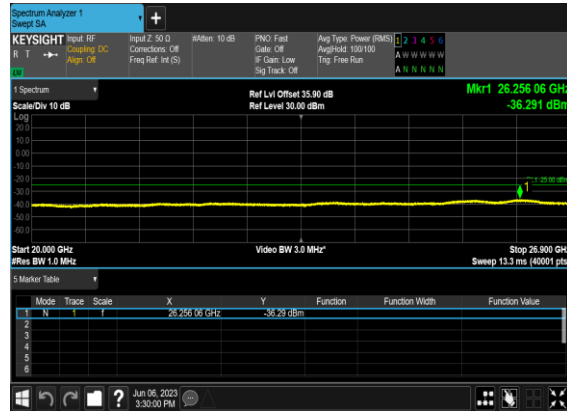 Spectrum Analyzer 1
Swept SA
KEYSIGHT Input: RF Input Z: 50 Ω #Atten: 10 dB PNO: Fast Avg Type: Power (RMS) 1 2 3 4 5 6
R T Coupling: DC Corrections: Off Gate: Off Avg|Hold: 100/100 A W W W W W
Align: Off Freq Ref: Int (S) IF Gain: Low Trig: Free Run
Sig Track: Off A N N N N N
1 Spectrum Ref Lvl Offset 35.90 dB Mkr1 26.256 06 GHz
Scale/Div 10 dB Ref Level 30.00 dBm -36.291 dBm
Log
20.0
10.0
0.00
-10.0
-20.0
DL1 -25.00 dBm
1
-30.0
-40.0
-50.0
-60.0
Start 20.000 GHz Video BW 3.0 MHz* Stop 26.900 GHz
#Res BW 1.0 MHz Sweep 13.3 ms (40001 pts
5 Marker Table
Mode Trace Scale X Y Function Function Width Function Value
1 N 1 f 26.256 06 GHz -36.29 dBm
2
3
4
5
6
? Jun 06, 2023
3:30:00 PM